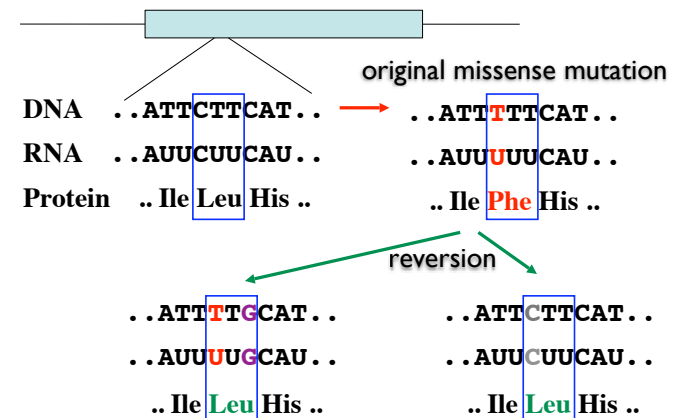 original missense mutation
DNA ..ATTCTTCAT.. ..ATTTTTCAT..
RNA ..AUUCUUCAU.. ..AUUUUUCAU..
Protein .. Ile Leu His .. .. Ile Phe His ..
reversion
..ATTTTGCAT.. ..ATTCTTCAT..
..AUUUUGCAU.. ..AUUCUUCAU..
.. Ile Leu His .. .. Ile Leu His ..